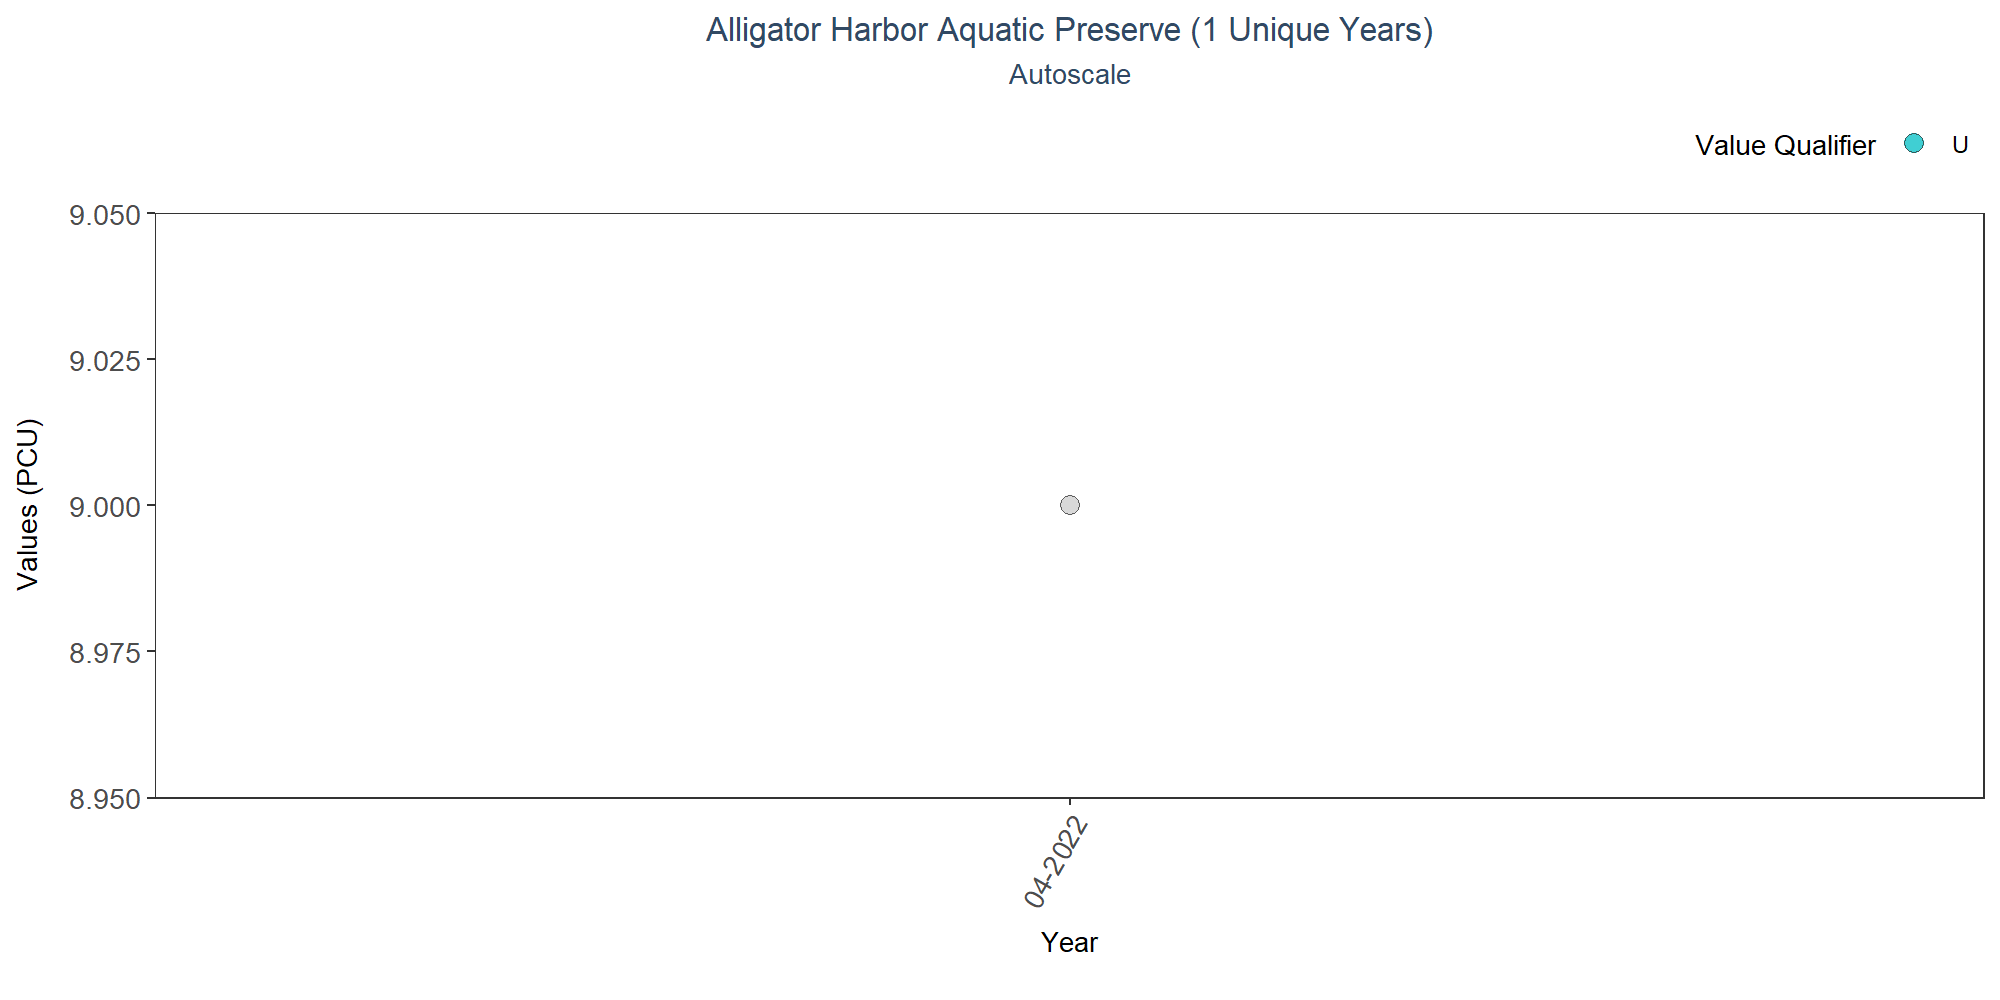 Alligator Harbor Aquatic Preserve (1 Unique Years)
Autoscale
Value Qualifier U
9.050
9.025
9.000
8.975
8.950
Values (PCU)
04-2022
Year